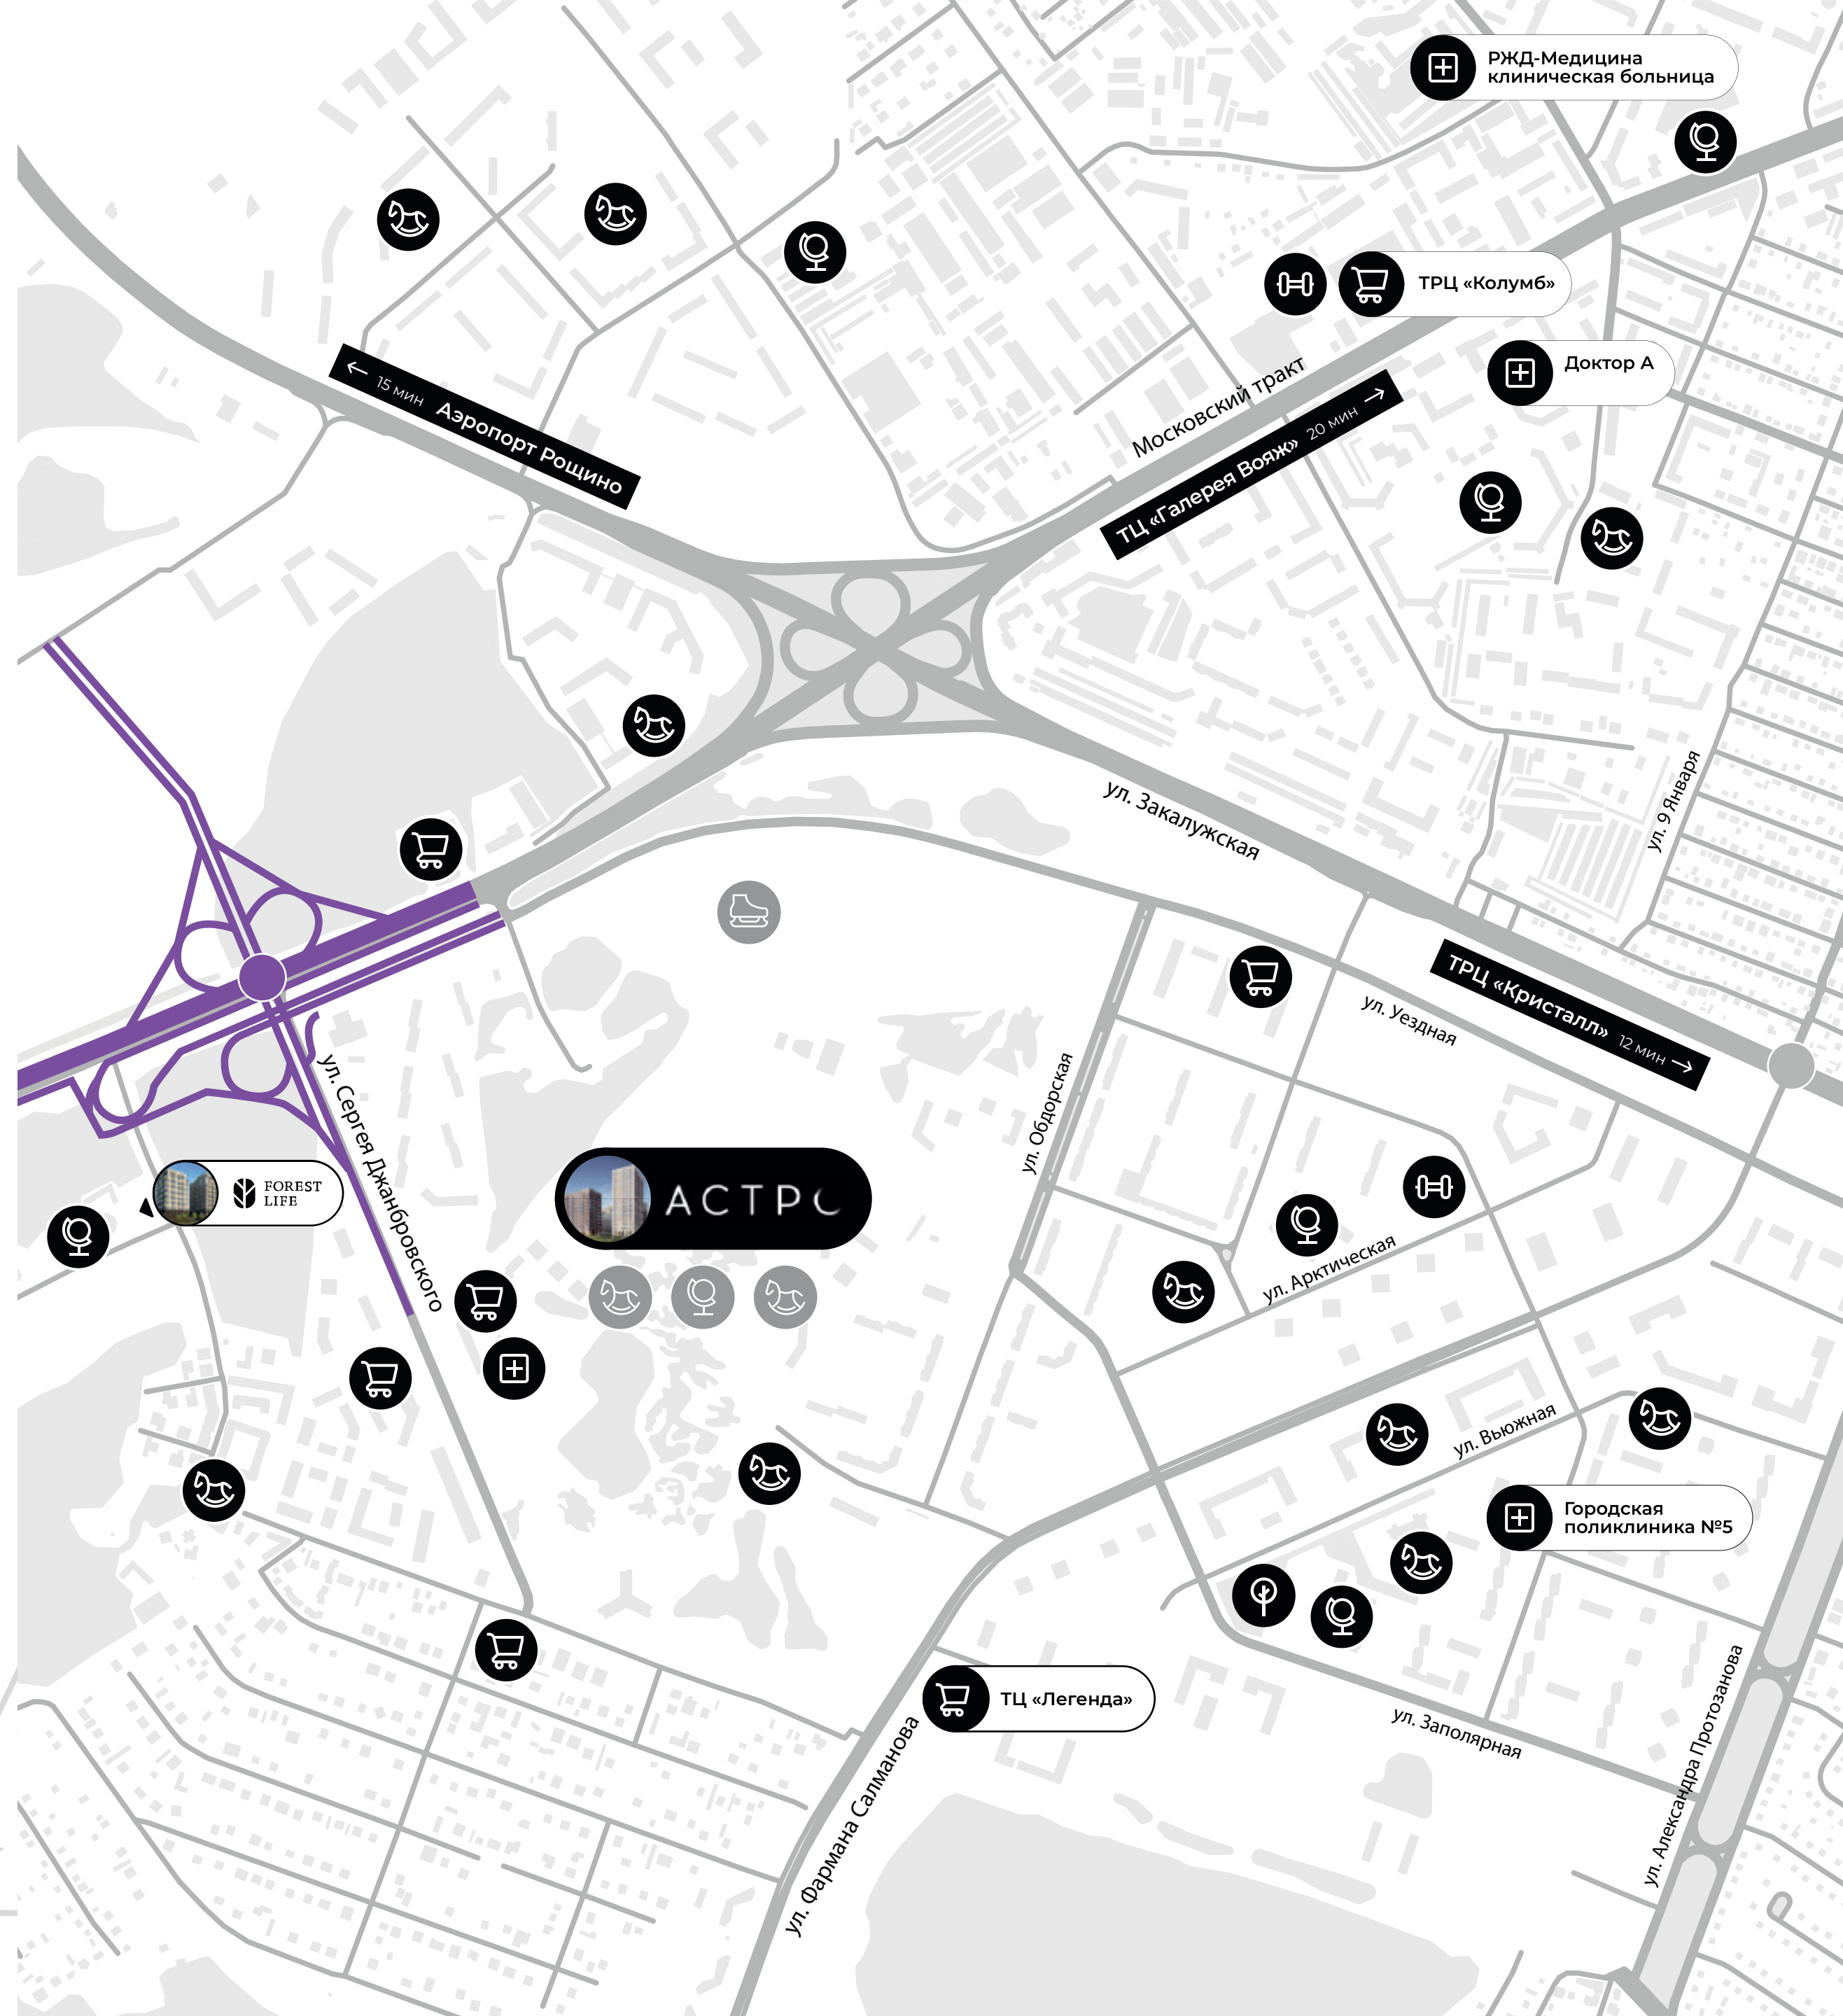 РЖД-Медицина
клиническая больница
ТРЦ «Колумб»
Доктор А
← 15 мин Аэропорт Рощино
Московский тракт
ТЦ «Галерея Вояж» 20 мин →
ул. Закалужская
ул. 9 Января
ТРЦ «Кристалл» 12 мин →
ул. Уездная
ул. Обдорская
ул. Сергея Джанбровского
FOREST
LIFE
АСТРО
ул. Арктическая
ул. Вьюжная
Городская
поликлиника №5
ТЦ «Легенда»
ул. Заполярная
ул. Фармана Салманова
ул. Александра Протозанова